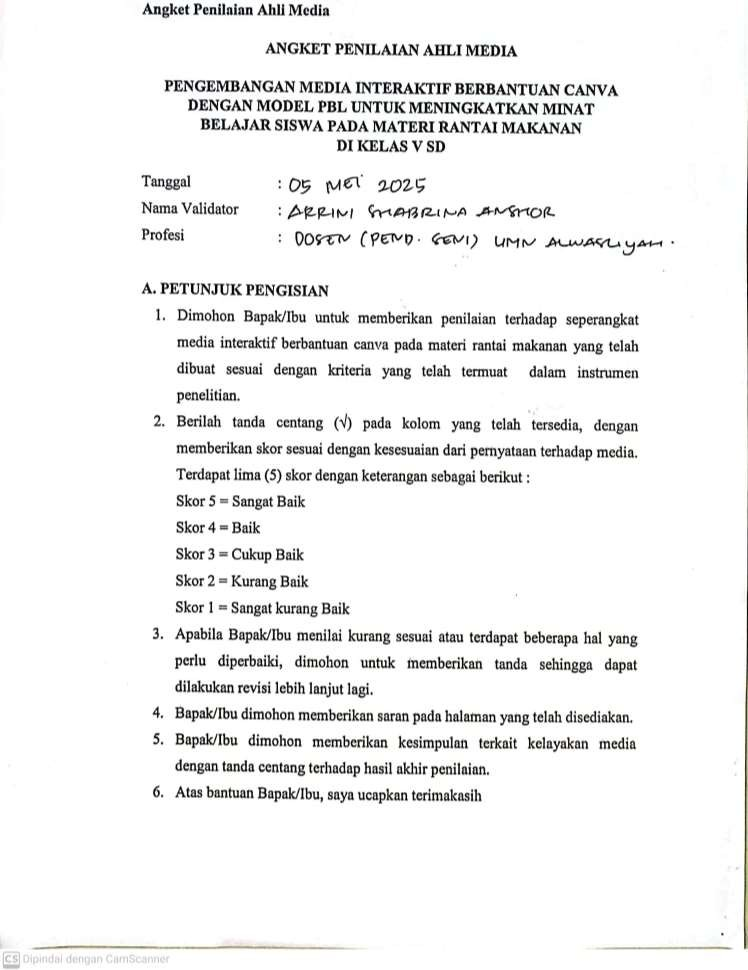 Angket Penilaian Ahli Media
ANGKET PENILAIAN AHLI MEDIA
PENGEMBANGAN MEDIA INTERAKTIF BERBANTUAN CANVA
DENGAN MODEL PBL UNTUK MENINGKATKAN MINAT
BELAJAR SISWA PADA MATERI RANTAI MAKANAN
DI KELAS V SD
Tanggal : 05 MEI 2025
Nama Validator : ARRINI SHABRINA ANSHOR
Profesi : DOSEN (PEND. SENI) UMN ALWASLIYAH.
A. PETUNJUK PENGISIAN
1. Dimohon Bapak/Ibu untuk memberikan penilaian terhadap seperangkat
media interaktif berbantuan canva pada materi rantai makanan yang telah
dibuat sesuai dengan kriteria yang telah termuat dalam instrumen
penelitian.
2. Berilah tanda centang (√) pada kolom yang telah tersedia, dengan
memberikan skor sesuai dengan kesesuaian dari pernyataan terhadap media.
Terdapat lima (5) skor dengan keterangan sebagai berikut :
Skor 5 = Sangat Baik
Skor 4 = Baik
Skor 3 = Cukup Baik
Skor 2 = Kurang Baik
Skor 1 = Sangat kurang Baik
3. Apabila Bapak/Ibu menilai kurang sesuai atau terdapat beberapa hal yang
perlu diperbaiki, dimohon untuk memberikan tanda sehingga dapat
dilakukan revisi lebih lanjut lagi.
4. Bapak/Ibu dimohon memberikan saran pada halaman yang telah disediakan.
5. Bapak/Ibu dimohon memberikan kesimpulan terkait kelayakan media
dengan tanda centang terhadap hasil akhir penilaian.
6. Atas bantuan Bapak/Ibu, saya ucapkan terimakasih
CS Dipindai dengan CamScanner